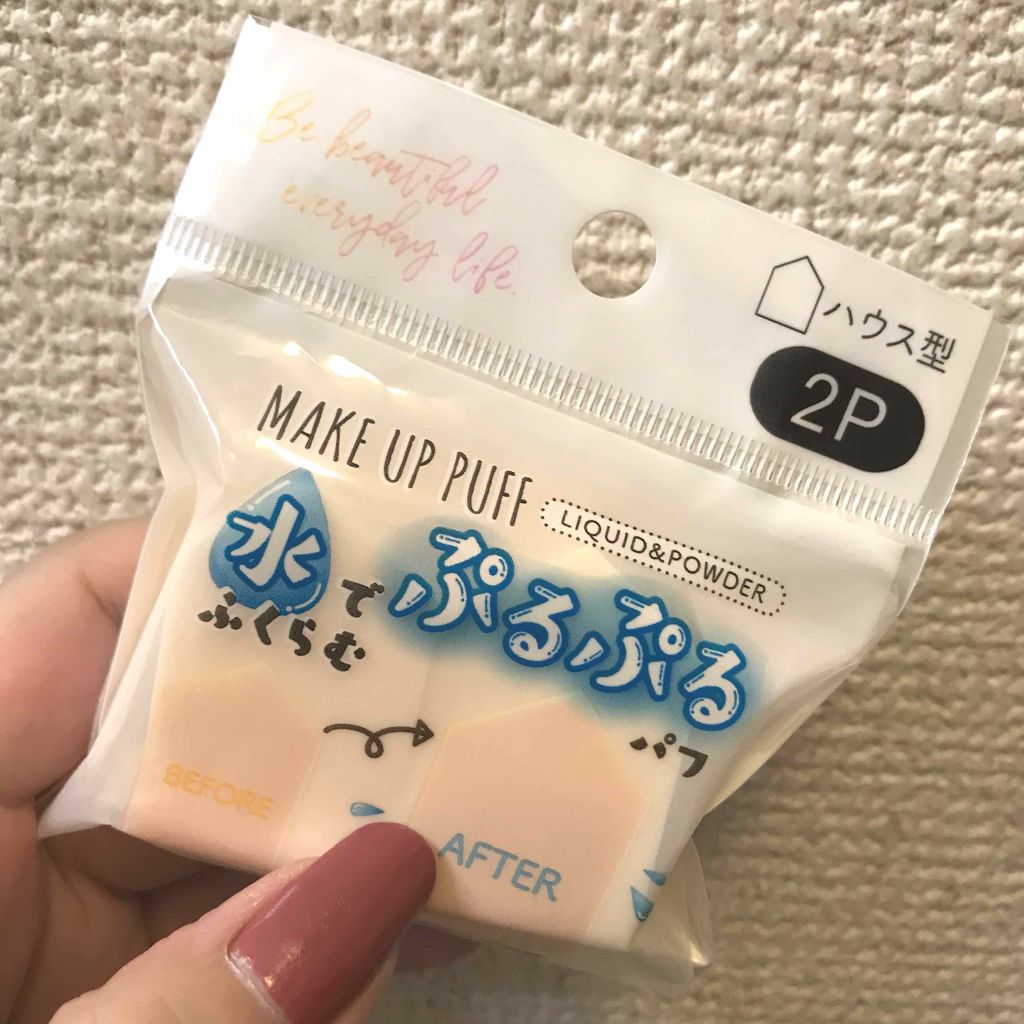 Be beautiful
everyday life.
ハウス型
2P
MAKE UP PUFF
LIQUID&POWDER
水で
ふくらむ
ぷるぷる
パフ
BEFORE
AFTER